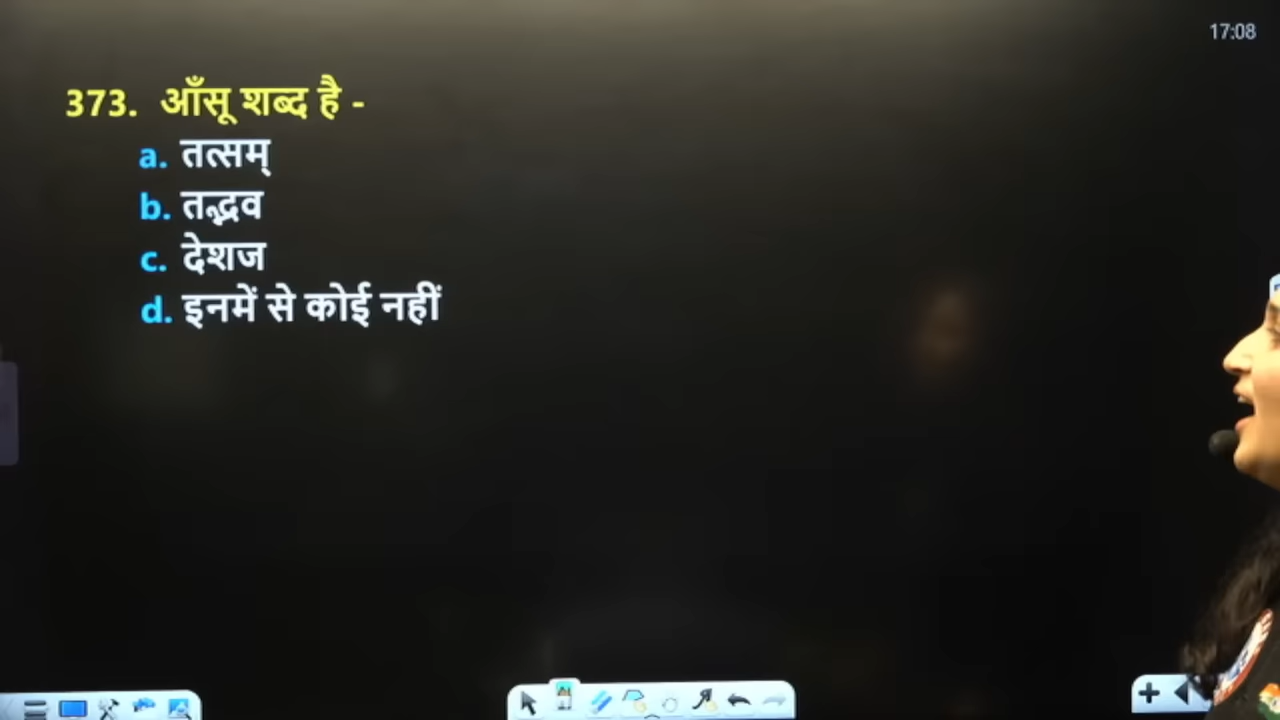 17:08
373. आँसू शब्द है -
a. तत्सम्
b. तद्भव
c. देशज
d. इनमें से कोई नहीं